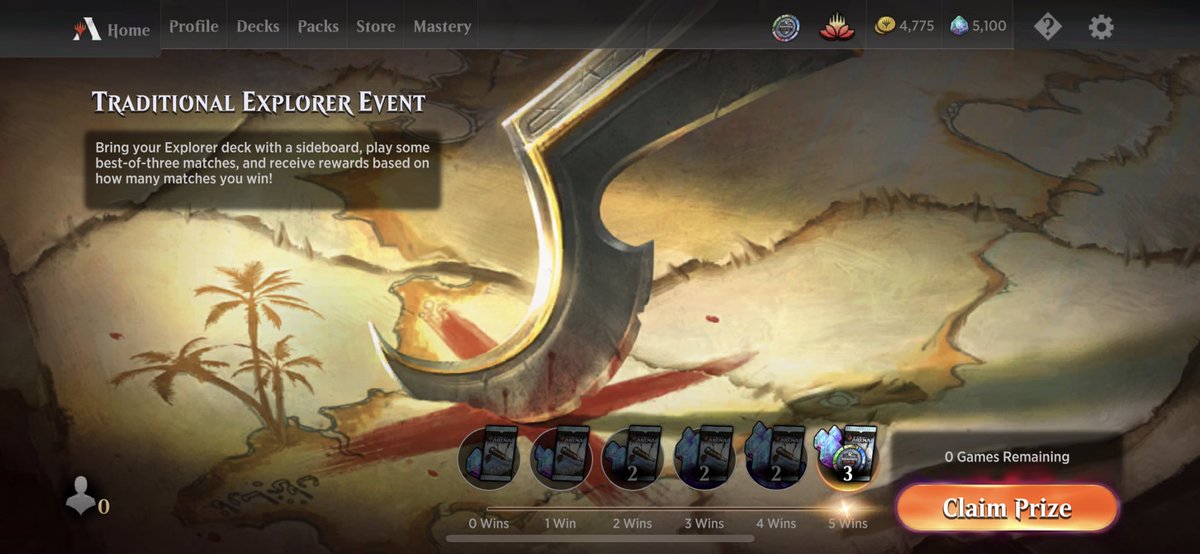 Home
Profile
Decks
Packs
Store
Mastery
4,775
5,100
?
TRADITIONAL EXPLORER EVENT
Bring your Explorer deck with a sideboard, play some
best-of-three matches, and receive rewards based on
how many matches you win!
2
2
2
3
0 Games Remaining
Claim Prize
0
0 Wins
1 Win
2 Wins
3 Wins
4 Wins
5 Wins